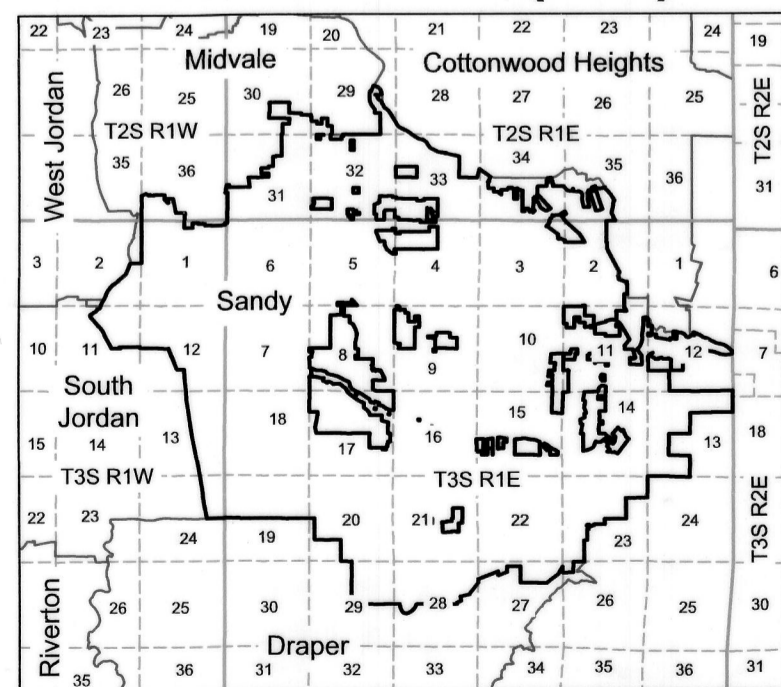 22 23 24 19 20 21 22 23 24 19
Midvale
Cottonwood Heights
West Jordan
26 25 30 29 28 27 26 25
T2S R2E
T2S R1W
T2S R1E
35 36 31 32 33 34 35 36 31
3 2 1 6 5 4 3 2 1 6
Sandy
10 11 12 7 8 9 10 11 12 7
South
Jordan
15 14 13 18 17 16 15 14 13 18
T3S R1W
T3S R1E
T3S R2E
22 23 24 19 20 21 22 23 24
Riverton
26 25 30 29 28 27 26 25 30
Draper
35 36 31 32 33 34 35 36 31